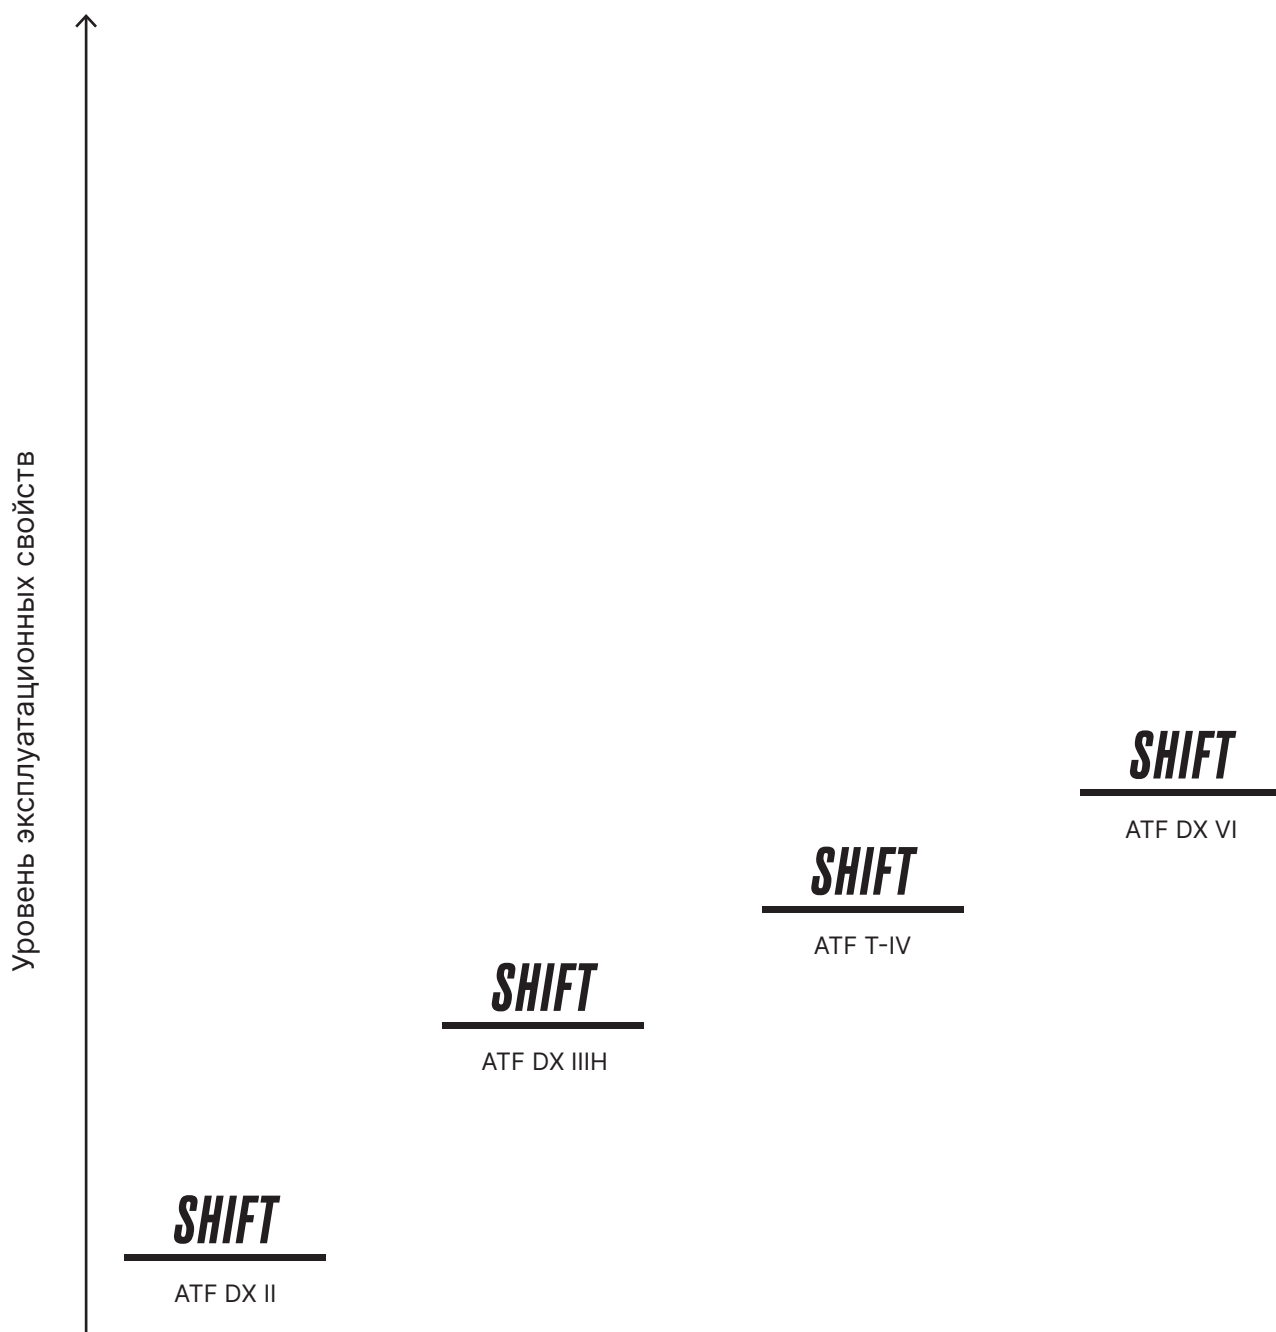 Уровень эксплуатационных свойств
SHIFT
ATF DX VI
SHIFT
ATF T-IV
SHIFT
ATF DX IIIH
SHIFT
ATF DX II